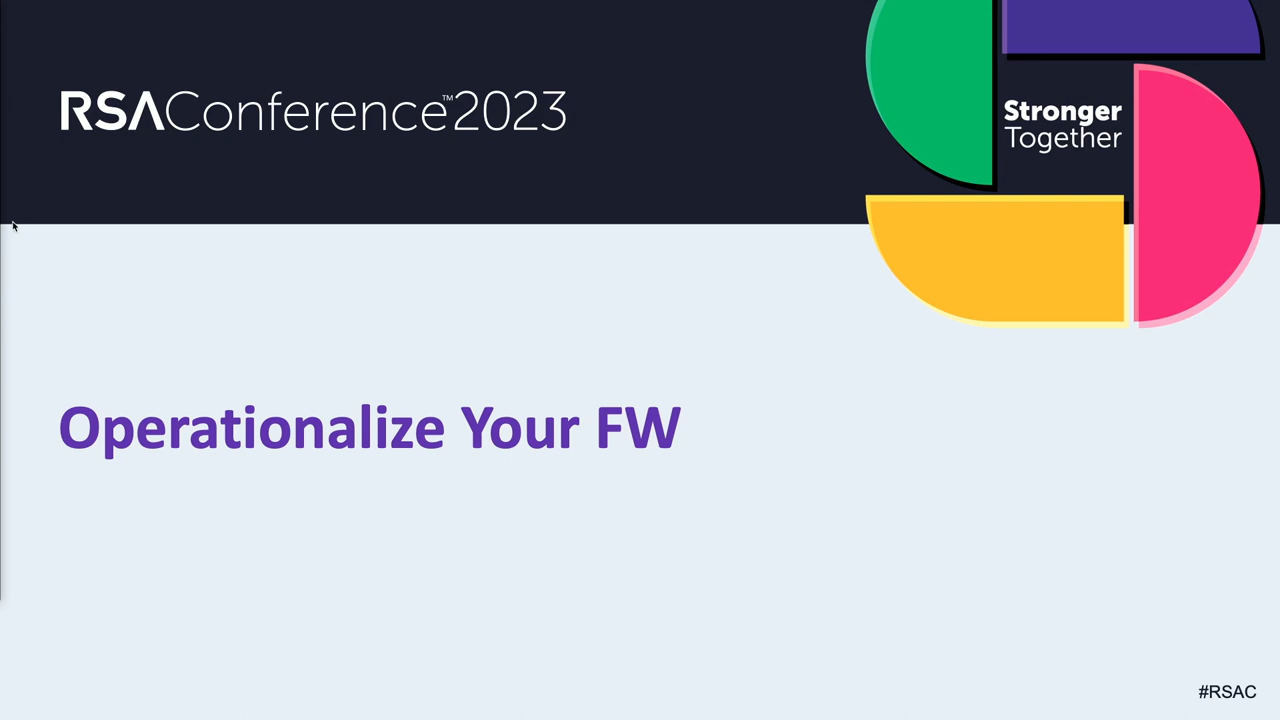 RSAConference™2023
Stronger
Together
Operationalize Your FW
#RSAC